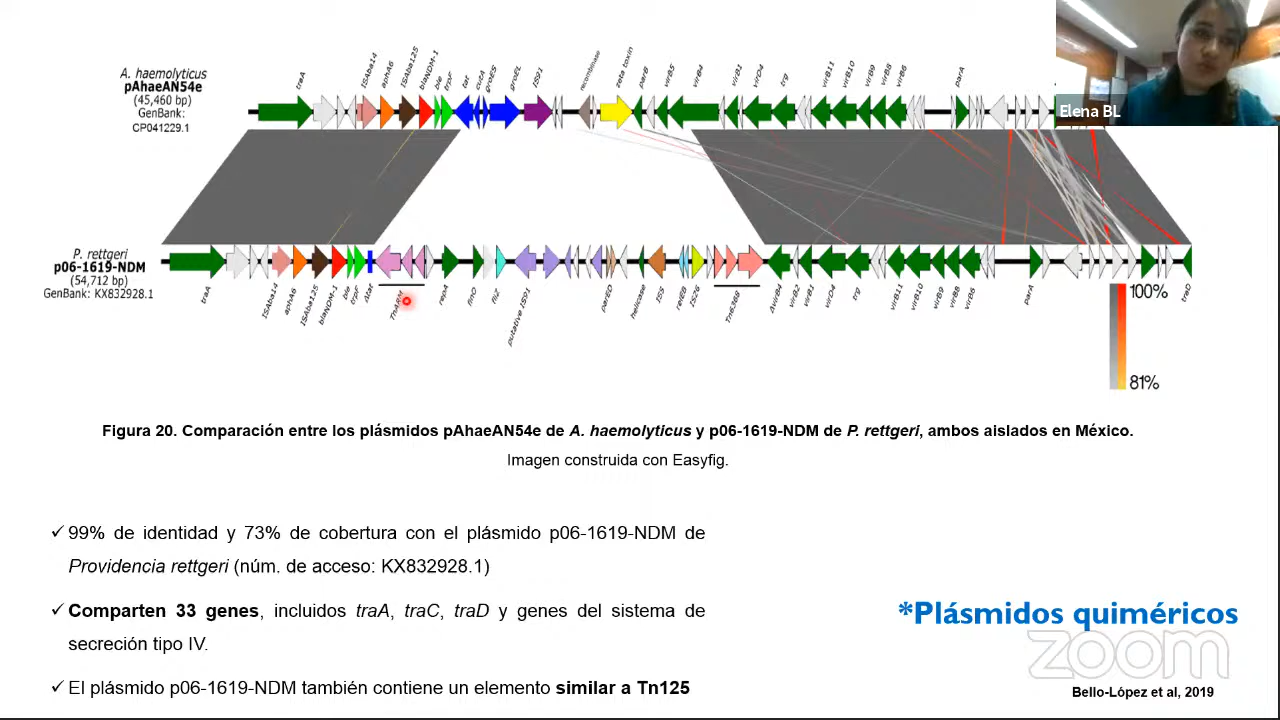 A. haemolyticus
pAhaeAN54e
(45,460 bp)
GenBank:
CP041229.1
traA
ISAba14
aphA6
ISAba125
blaNDM-1
ble
trpF
tat
cutA
groES
groEL
IS91
recombinase
zeta toxin
parB
virB5
virB4
virB1
virD4
trg
virB11
virB10
virB9
virB8
virB6
parA
Elena BL
P. rettgeri
p06-1619-NDM
(54,712 bp)
GenBank: KX832928.1
traA
ISAba14
aphA6
ISAba125
blaNDM-1
ble
trpF
Δtat
repA
finO
fliZ
putative IS91
parED
helicase
IS5
relEB
IS26
Tn6368
ΔvirB4
virB2
virB1
virD4
trg
virB11
virB10
virB9
virB8
virB6
parA
traD
100%
81%
Figura 20. Comparación entre los plásmidos pAhaeAN54e de A. haemolyticus y p06-1619-NDM de P. rettgeri, ambos aislados en México.
Imagen construida con Easyfig.
✓ 99% de identidad y 73% de cobertura con el plásmido p06-1619-NDM de
Providencia rettgeri (núm. de acceso: KX832928.1)
✓ Comparten 33 genes, incluidos traA, traC, traD y genes del sistema de
secreción tipo IV.
✓ El plásmido p06-1619-NDM también contiene un elemento similar a Tn125
*Plásmidos quiméricos
zoom
Bello-López et al, 2019